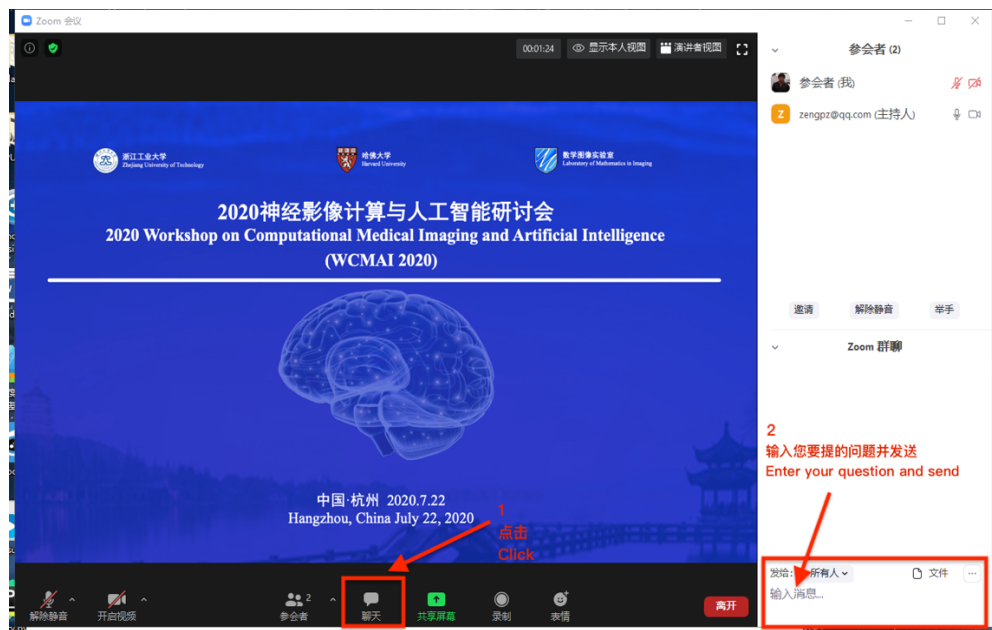 Zoom 会议
00:01:24
显示本人视图
演讲者视图
参会者 (2)
参会者 (我)
Z
zengpz@qq.com (主持人)
浙江工业大学
Zhejiang University of Technology
哈佛大学
Harvard University
数学图像实验室
Laboratory of Mathematics in Imaging
2020神经影像计算与人工智能研讨会
2020 Workshop on Computational Medical Imaging and Artificial Intelligence
(WCMAI 2020)
中国·杭州 2020.7.22
Hangzhou, China July 22, 2020
邀请
解除静音
举手
Zoom 群聊
2
输入您要提的问题并发送
Enter your question and send
1
点击
Click
发给:
所有人
文件
输入消息...
解除静音
开启视频
参会者
2
聊天
共享屏幕
录制
表情
离开